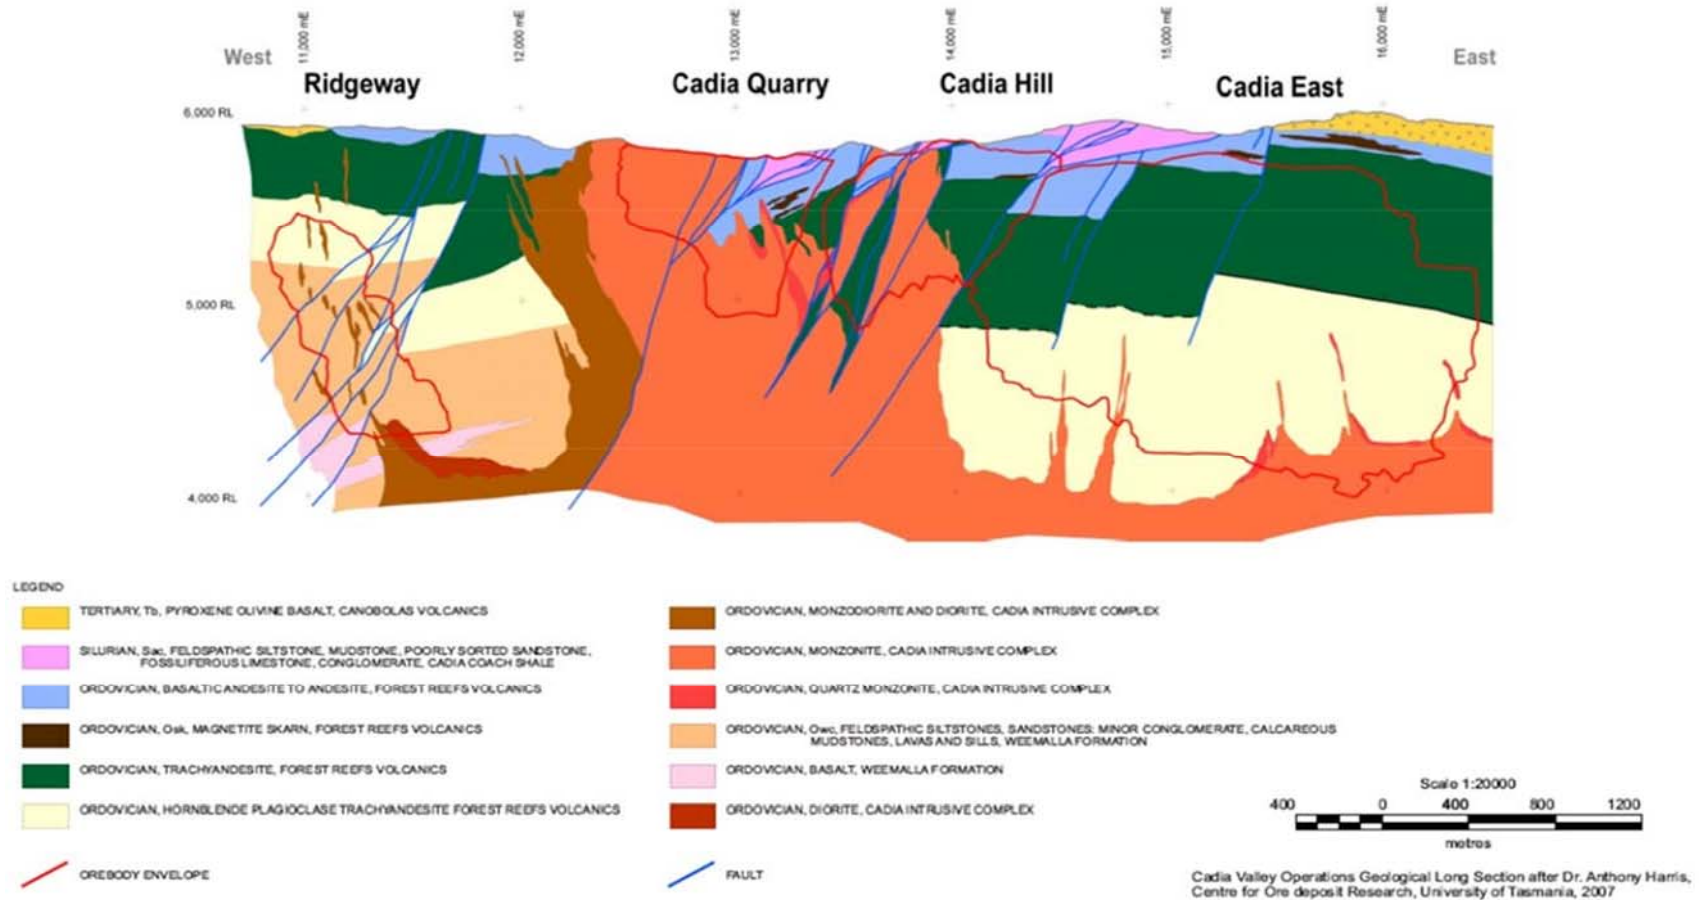 11,000 mE
12,000 mE
13,000 mE
14,000 mE
15,000 mE
16,000 mE
West
East
Ridgeway
Cadia Quarry
Cadia Hill
Cadia East
6,000 RL
5,000 RL
4,000 RL
LEGEND
TERTIARY, Tb, PYROXENE OLIVINE BASALT, CANOBOLAS VOLCANICS
SILURIAN, Sac, FELDSPATHIC SILTSTONE, MUDSTONE, POORLY SORTED SANDSTONE,
FOSSILIFEROUS LIMESTONE, CONGLOMERATE, CADIA COACH SHALE
ORDOVICIAN, BASALTIC ANDESITE TO ANDESITE, FOREST REEFS VOLCANICS
ORDOVICIAN, Osk, MAGNETITE SKARN, FOREST REEFS VOLCANICS
ORDOVICIAN, TRACHYANDESITE, FOREST REEFS VOLCANICS
ORDOVICIAN, HORNBLENDE PLAGIOCLASE TRACHYANDESITE FOREST REEFS VOLCANICS
OREBODY ENVELOPE
ORDOVICIAN, MONZODIORITE AND DIORITE, CADIA INTRUSIVE COMPLEX
ORDOVICIAN, MONZONITE, CADIA INTRUSIVE COMPLEX
ORDOVICIAN, QUARTZ MONZONITE, CADIA INTRUSIVE COMPLEX
ORDOVICIAN, Owc, FELDSPATHIC SILTSTONES, SANDSTONES: MINOR CONGLOMERATE, CALCAREOUS
MUDSTONES, LAVAS AND SILLS, WEEMALLA FORMATION
ORDOVICIAN, BASALT, WEEMALLA FORMATION
ORDOVICIAN, DIORITE, CADIA INTRUSIVE COMPLEX
FAULT
Scale 1:20000
400 0 400 800 1200
metres
Cadia Valley Operations Geological Long Section after Dr. Anthony Harris,
Centre for Ore deposit Research, University of Tasmania, 2007